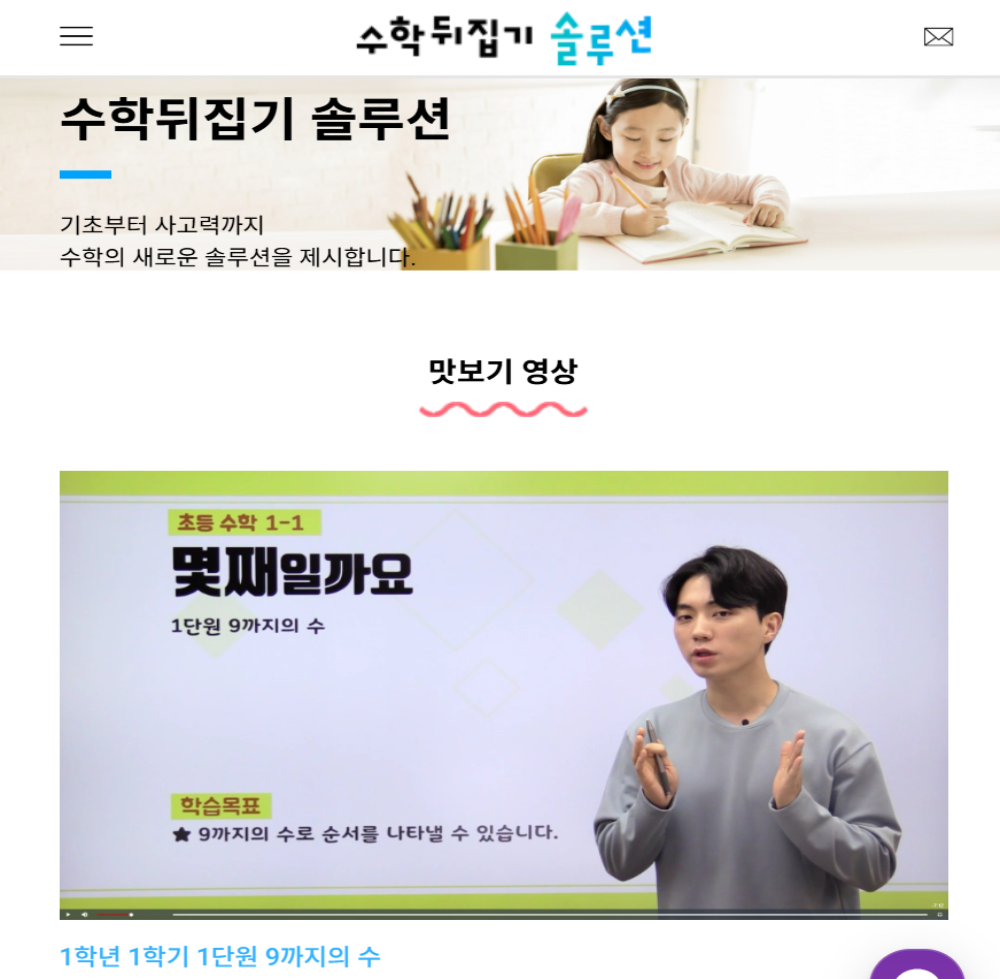 수학뒤집기 솔루션
수학뒤집기 솔루션
기초부터 사고력까지
수학의 새로운 솔루션을 제시합니다.
맛보기 영상
초등 수학 1-1
몇째일까요
1단원 9까지의 수
학습목표
★ 9까지의 수로 순서를 나타낼 수 있습니다.
1학년 1학기 1단원 9까지의 수